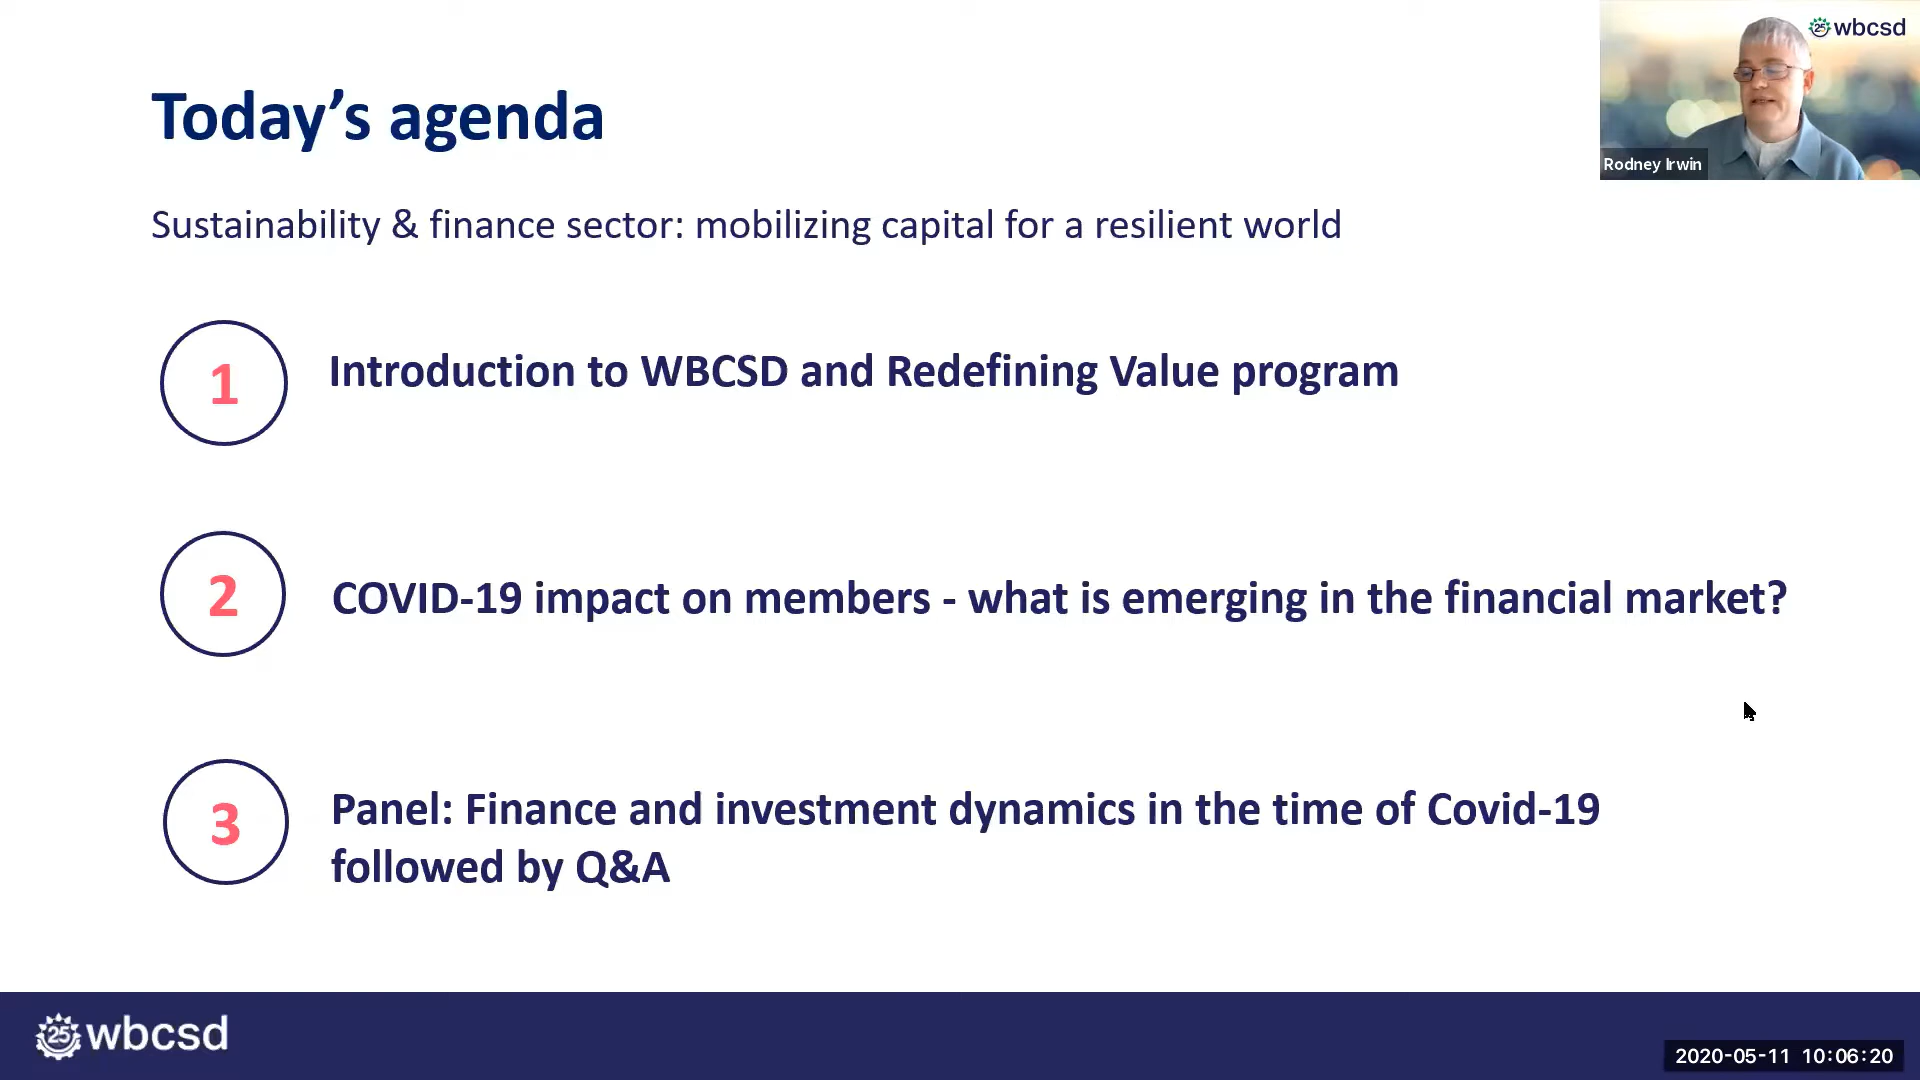 Today’s agenda
25 wbcsd
Rodney Irwin
Sustainability & finance sector: mobilizing capital for a resilient world
1
Introduction to WBCSD and Redefining Value program
2
COVID-19 impact on members - what is emerging in the financial market?
3
Panel: Finance and investment dynamics in the time of Covid-19
followed by Q&A
25 wbcsd
2020-05-11 10:06:20